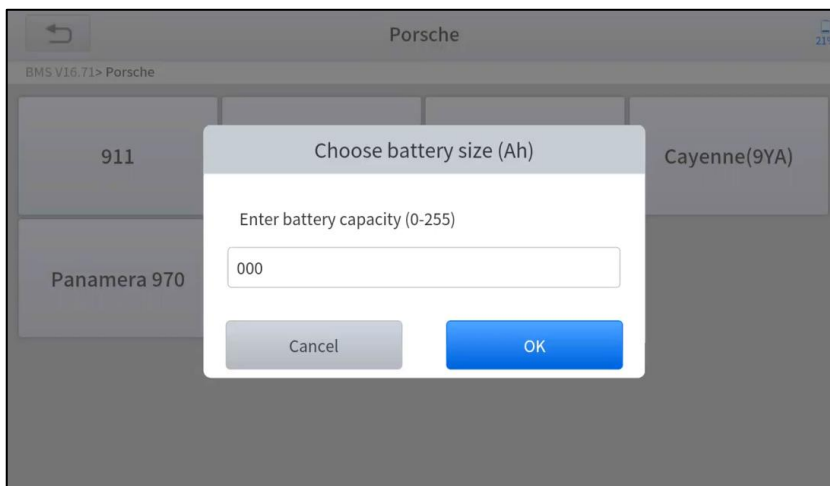 Porsche
21%
BMS V16.71> Porsche
911
Cayenne(9YA)
Panamera 970
Choose battery size (Ah)
Enter battery capacity (0-255)
000
Cancel
OK